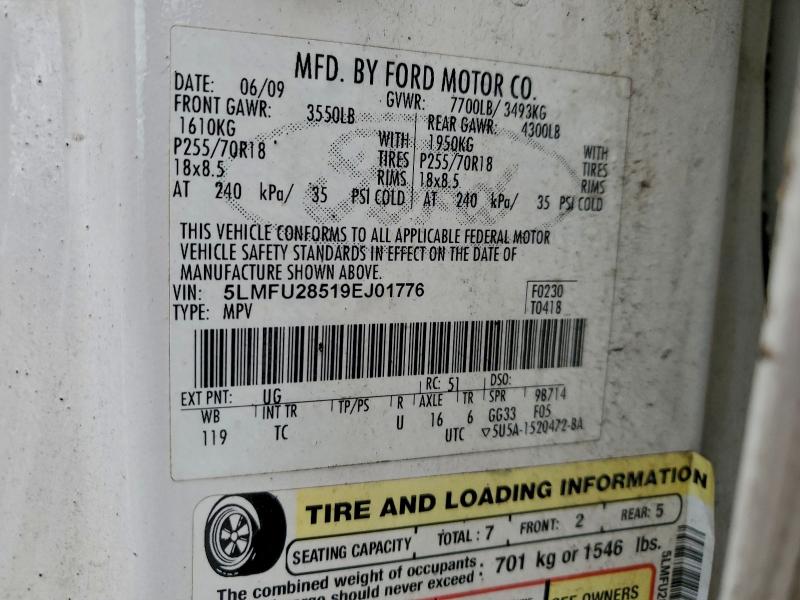 MFD. BY FORD MOTOR CO.
DATE: 06/09 GVWR: 7700LB/ 3493KG
FRONT GAWR: 3550LB REAR GAWR: 4300LB
1610KG WITH 1950KG WITH
P255/70R18 TIRES P255/70R18 TIRES
18x8.5 RIMS 18x8.5 RIMS
AT 240 kPa/ 35 PSI COLD AT 240 kPa/ 35 PSI COLD
Ford
THIS VEHICLE CONFORMS TO ALL APPLICABLE FEDERAL MOTOR
VEHICLE SAFETY STANDARDS IN EFFECT ON THE DATE OF
MANUFACTURE SHOWN ABOVE.
VIN: 5LMFU28519EJ01776 F0230
TYPE: MPV T0418
EXT PNT: UG RC: 51 DSO:
WB INT TR TP/PS R AXLE TR SPR 98714
119 TC U 16 6 GG33 F05
UTC ▽5U5A-1520472-BA
TIRE AND LOADING INFORMATION
SEATING CAPACITY TOTAL : 7 FRONT: 2 REAR: 5
The combined weight of occupants
should never exceed : 701 kg or 1546 lbs.
OWNERS
5LMFU2